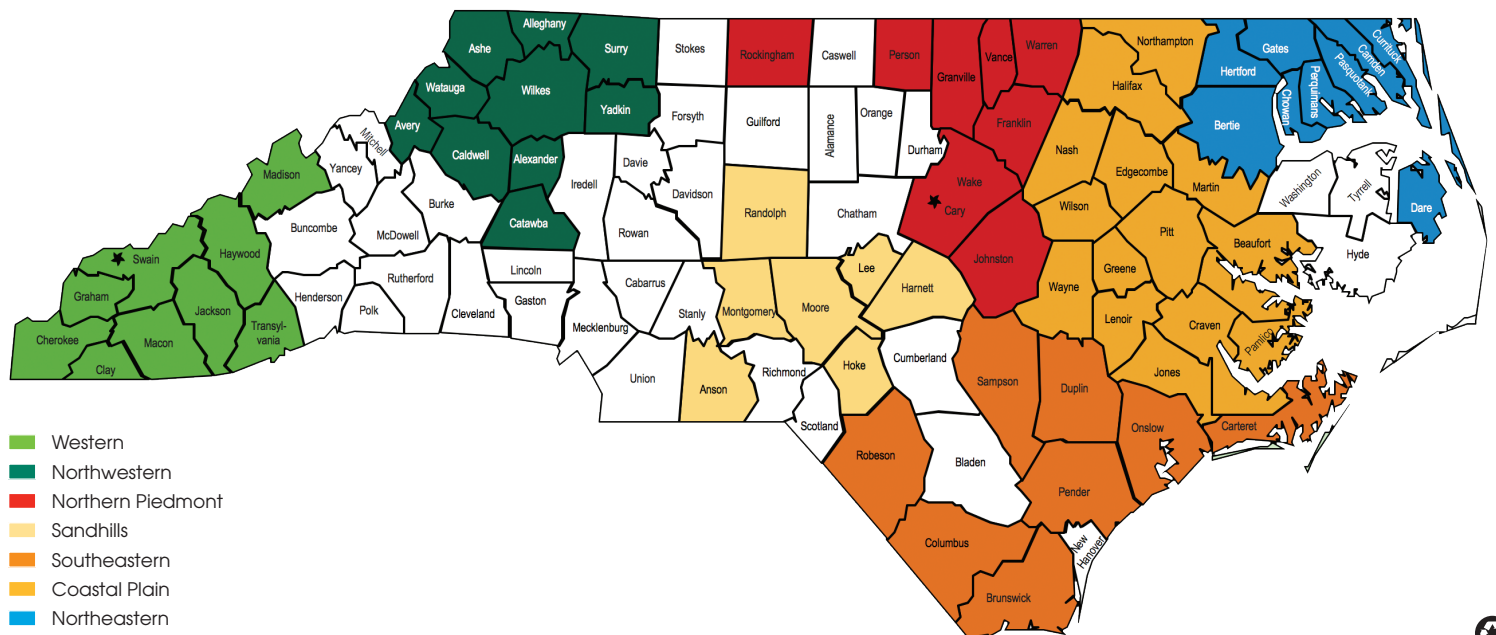 Alleghany
Ashe
Surry
Stokes
Rockingham
Caswell
Person
Granville
Vance
Warren
Northampton
Halifax
Hertford
Gates
Currituck
Camden
Pasquotank
Perquimans
Chowan
Bertie
Watauga
Wilkes
Yadkin
Forsyth
Guilford
Alamance
Orange
Durham
Franklin
Nash
Edgecombe
Martin
Washington
Tyrrell
Dare
Mitchell
Avery
Caldwell
Alexander
Iredell
Davie
Davidson
Randolph
Chatham
Wake
Cary
Wilson
Pitt
Beaufort
Hyde
Madison
Yancey
Burke
McDowell
Buncombe
Catawba
Rowan
Haywood
Swain
Graham
Jackson
Henderson
Transyl-
vania
Cherokee
Clay
Macon
Rutherford
Polk
Cleveland
Lincoln
Gaston
Mecklenburg
Cabarrus
Stanly
Montgomery
Moore
Lee
Harnett
Johnston
Wayne
Greene
Lenoir
Craven
Pamlico
Jones
Union
Anson
Richmond
Hoke
Scotland
Cumberland
Sampson
Duplin
Onslow
Carteret
Robeson
Bladen
Pender
Columbus
Brunswick
New
Hanover
Western
Northwestern
Northern Piedmont
Sandhills
Southeastern
Coastal Plain
Northeastern